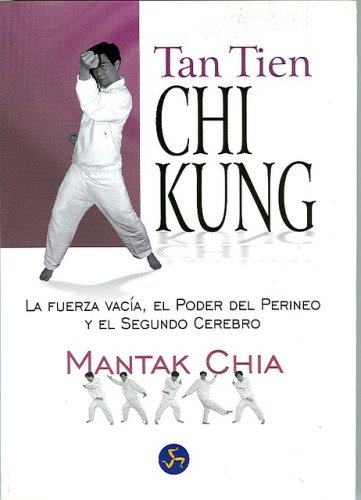 Tan Tien
CHI
KUNG
LA FUERZA VACÍA, EL PODER DEL PERINEO
Y EL SEGUNDO CEREBRO
MANTAK CHIA